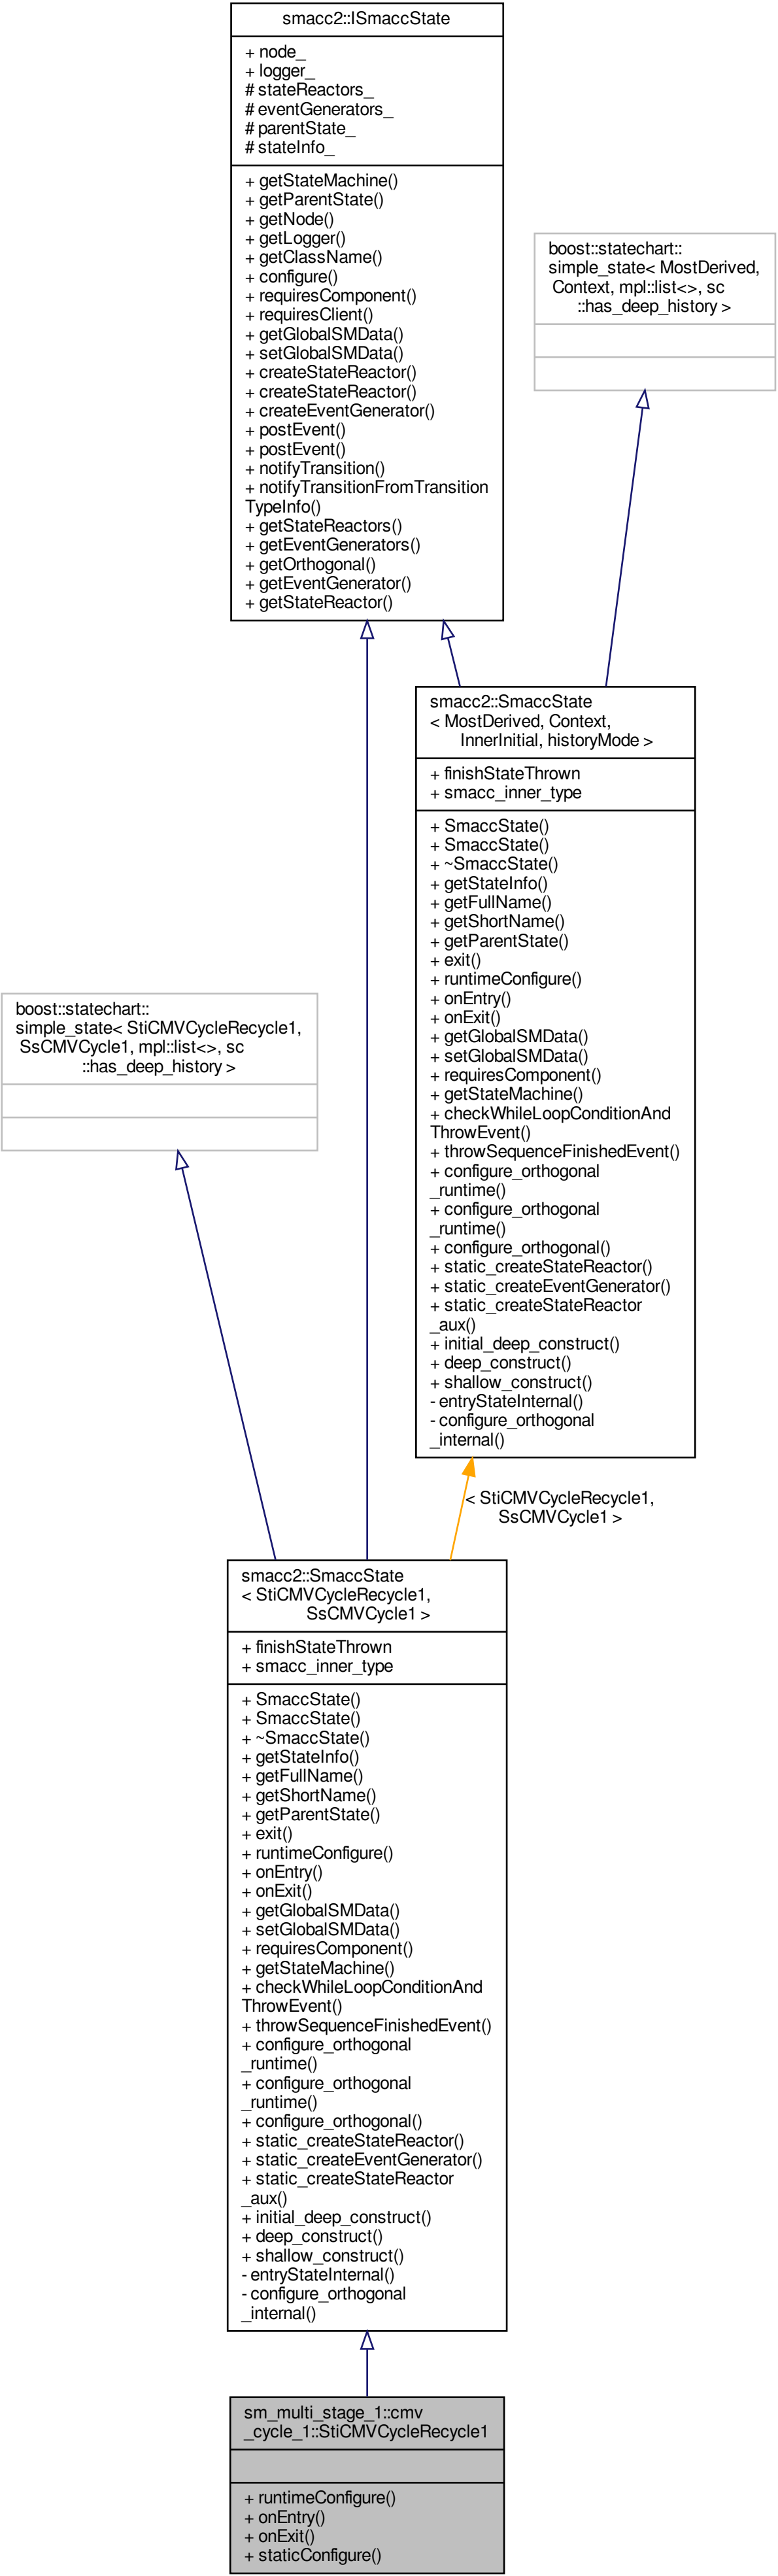 smacc2::ISmaccState
+ node_
+ logger_
# stateReactors_
# eventGenerators_
# parentState_
# stateInfo_
+ getStateMachine()
+ getParentState()
+ getNode()
+ getLogger()
+ getClassName()
+ configure()
+ requiresComponent()
+ requiresClient()
+ getGlobalSMData()
+ setGlobalSMData()
+ createStateReactor()
+ createStateReactor()
+ createEventGenerator()
+ postEvent()
+ postEvent()
+ notifyTransition()
+ notifyTransitionFromTransition
TypeInfo()
+ getStateReactors()
+ getEventGenerators()
+ getOrthogonal()
+ getEventGenerator()
+ getStateReactor()
boost::statechart::
simple_state< MostDerived,
Context, mpl::list<>, sc
::has_deep_history >
smacc2::SmaccState
< MostDerived, Context,
InnerInitial, historyMode >
+ finishStateThrown
+ smacc_inner_type
+ SmaccState()
+ SmaccState()
+ ~SmaccState()
+ getStateInfo()
+ getFullName()
+ getShortName()
+ getParentState()
+ exit()
+ runtimeConfigure()
+ onEntry()
+ onExit()
+ getGlobalSMData()
+ setGlobalSMData()
+ requiresComponent()
+ getStateMachine()
+ checkWhileLoopConditionAnd
ThrowEvent()
+ throwSequenceFinishedEvent()
+ configure_orthogonal
_runtime()
+ configure_orthogonal
_runtime()
+ configure_orthogonal()
+ static_createStateReactor()
+ static_createEventGenerator()
+ static_createStateReactor
_aux()
+ initial_deep_construct()
+ deep_construct()
+ shallow_construct()
- entryStateInternal()
- configure_orthogonal
_internal()
boost::statechart::
simple_state< StiCMVCycleRecycle1,
SsCMVCycle1, mpl::list<>, sc
::has_deep_history >
< StiCMVCycleRecycle1,
SsCMVCycle1 >
smacc2::SmaccState
< StiCMVCycleRecycle1,
SsCMVCycle1 >
+ finishStateThrown
+ smacc_inner_type
+ SmaccState()
+ SmaccState()
+ ~SmaccState()
+ getStateInfo()
+ getFullName()
+ getShortName()
+ getParentState()
+ exit()
+ runtimeConfigure()
+ onEntry()
+ onExit()
+ getGlobalSMData()
+ setGlobalSMData()
+ requiresComponent()
+ getStateMachine()
+ checkWhileLoopConditionAnd
ThrowEvent()
+ throwSequenceFinishedEvent()
+ configure_orthogonal
_runtime()
+ configure_orthogonal
_runtime()
+ configure_orthogonal()
+ static_createStateReactor()
+ static_createEventGenerator()
+ static_createStateReactor
_aux()
+ initial_deep_construct()
+ deep_construct()
+ shallow_construct()
- entryStateInternal()
- configure_orthogonal
_internal()
sm_multi_stage_1::cmv
_cycle_1::StiCMVCycleRecycle1
+ runtimeConfigure()
+ onEntry()
+ onExit()
+ staticConfigure()